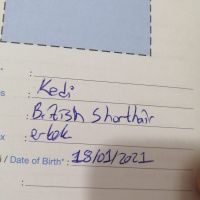 :
s : Kedi
: British Shorthair
x : erkek
i / Date of Birth* : 18/01/2021
: